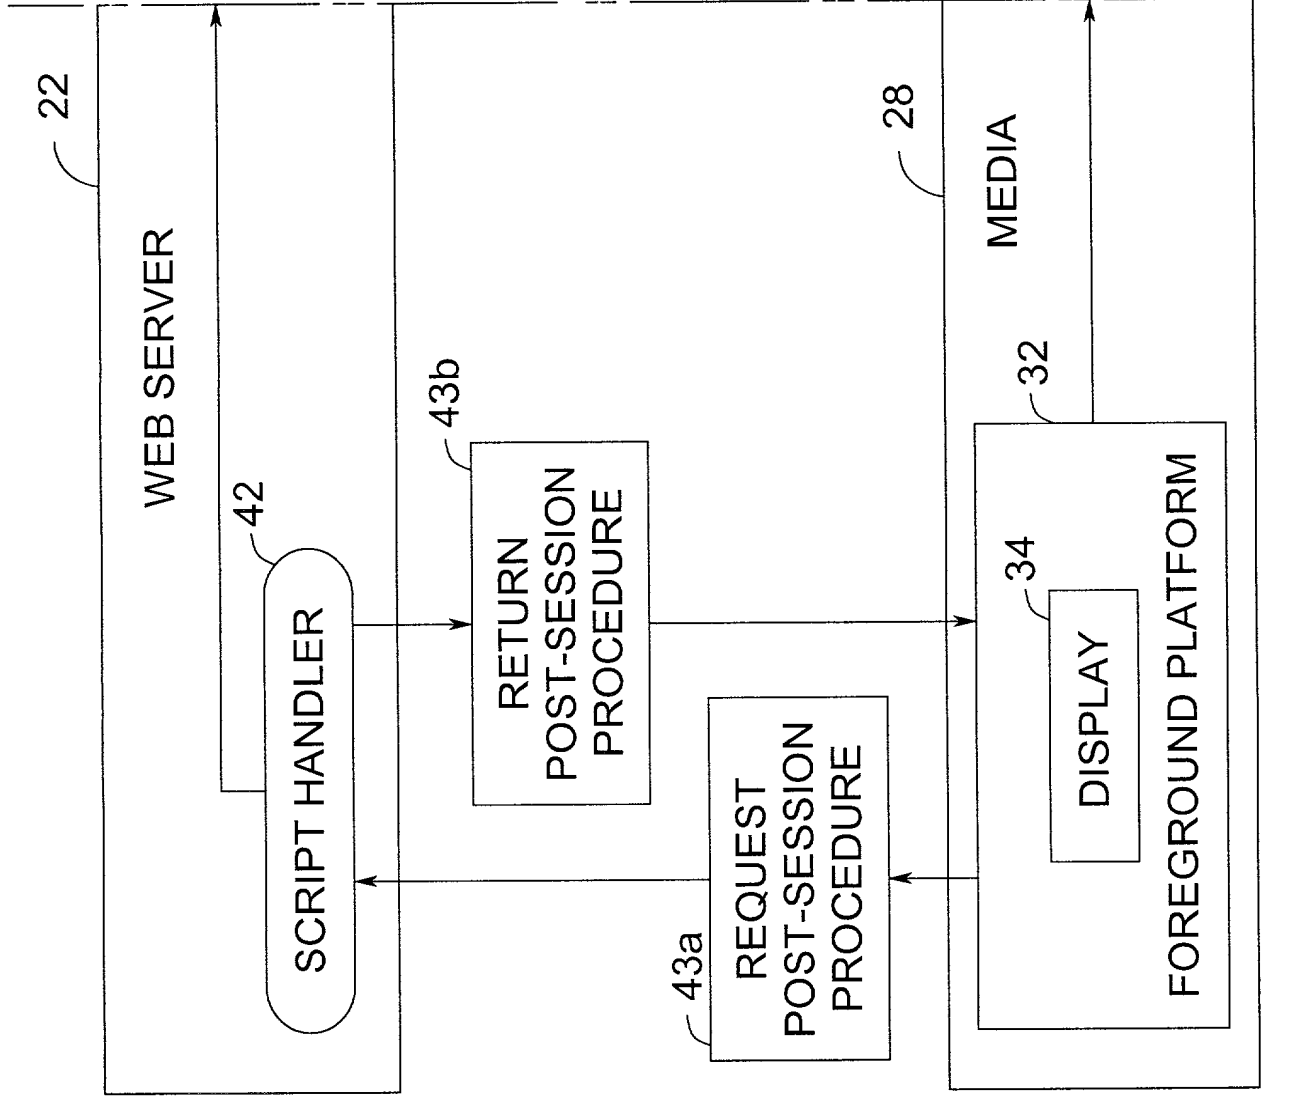 22
WEB SERVER
42
SCRIPT HANDLER
43b
RETURN
POST-SESSION
PROCEDURE
43a
REQUEST
POST-SESSION
PROCEDURE
28
MEDIA
32
34
DISPLAY
FOREGROUND PLATFORM